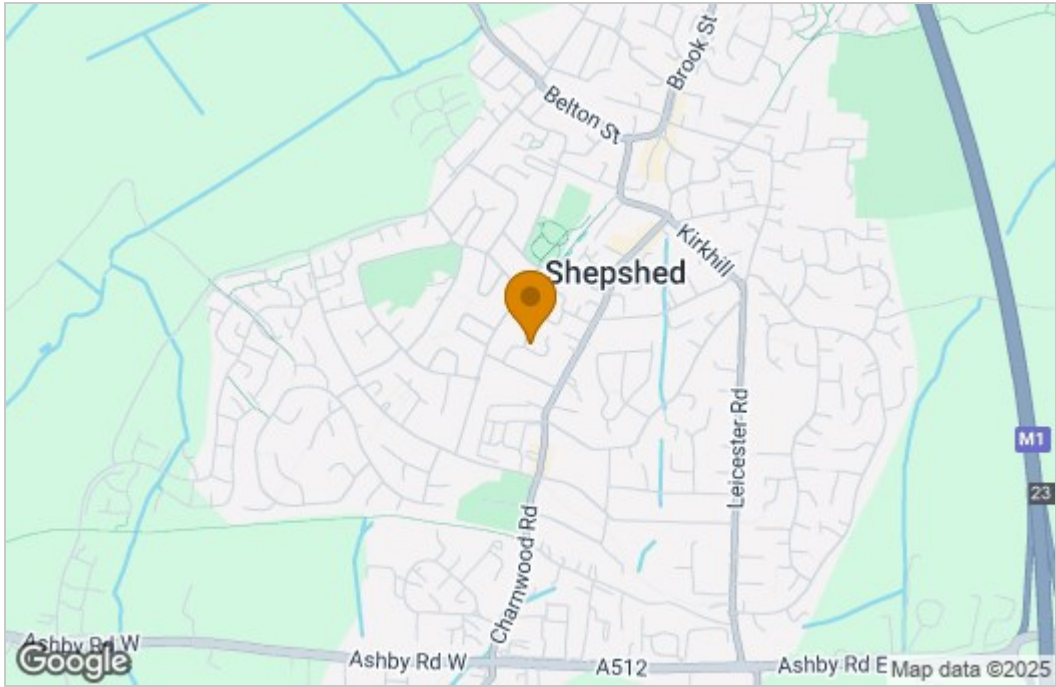 Brook St
Belton St
Kirkhill
Shepshed
M1
Leicester Rd
23
Charnwood Rd
Ashby Rd W
Google
Ashby Rd W
A512
Ashby Rd E
Map data ©2025